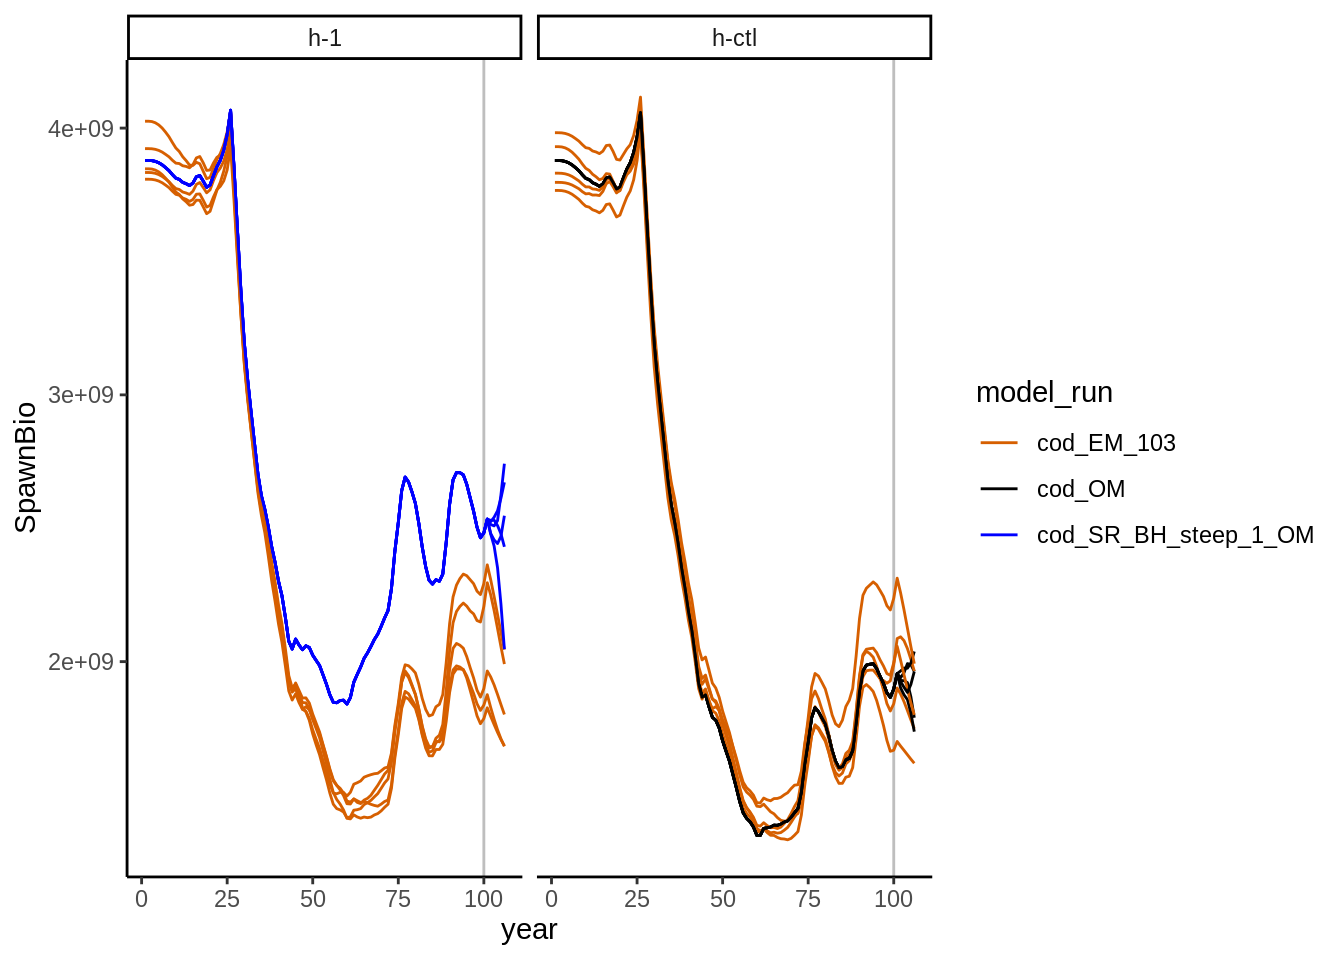 h-1
h-ctl
4e+09
3e+09
2e+09
SpawnBio
0 25 50 75 100
0 25 50 75 100
year
model_run
cod_EM_103
cod_OM
cod_SR_BH_steep_1_OM